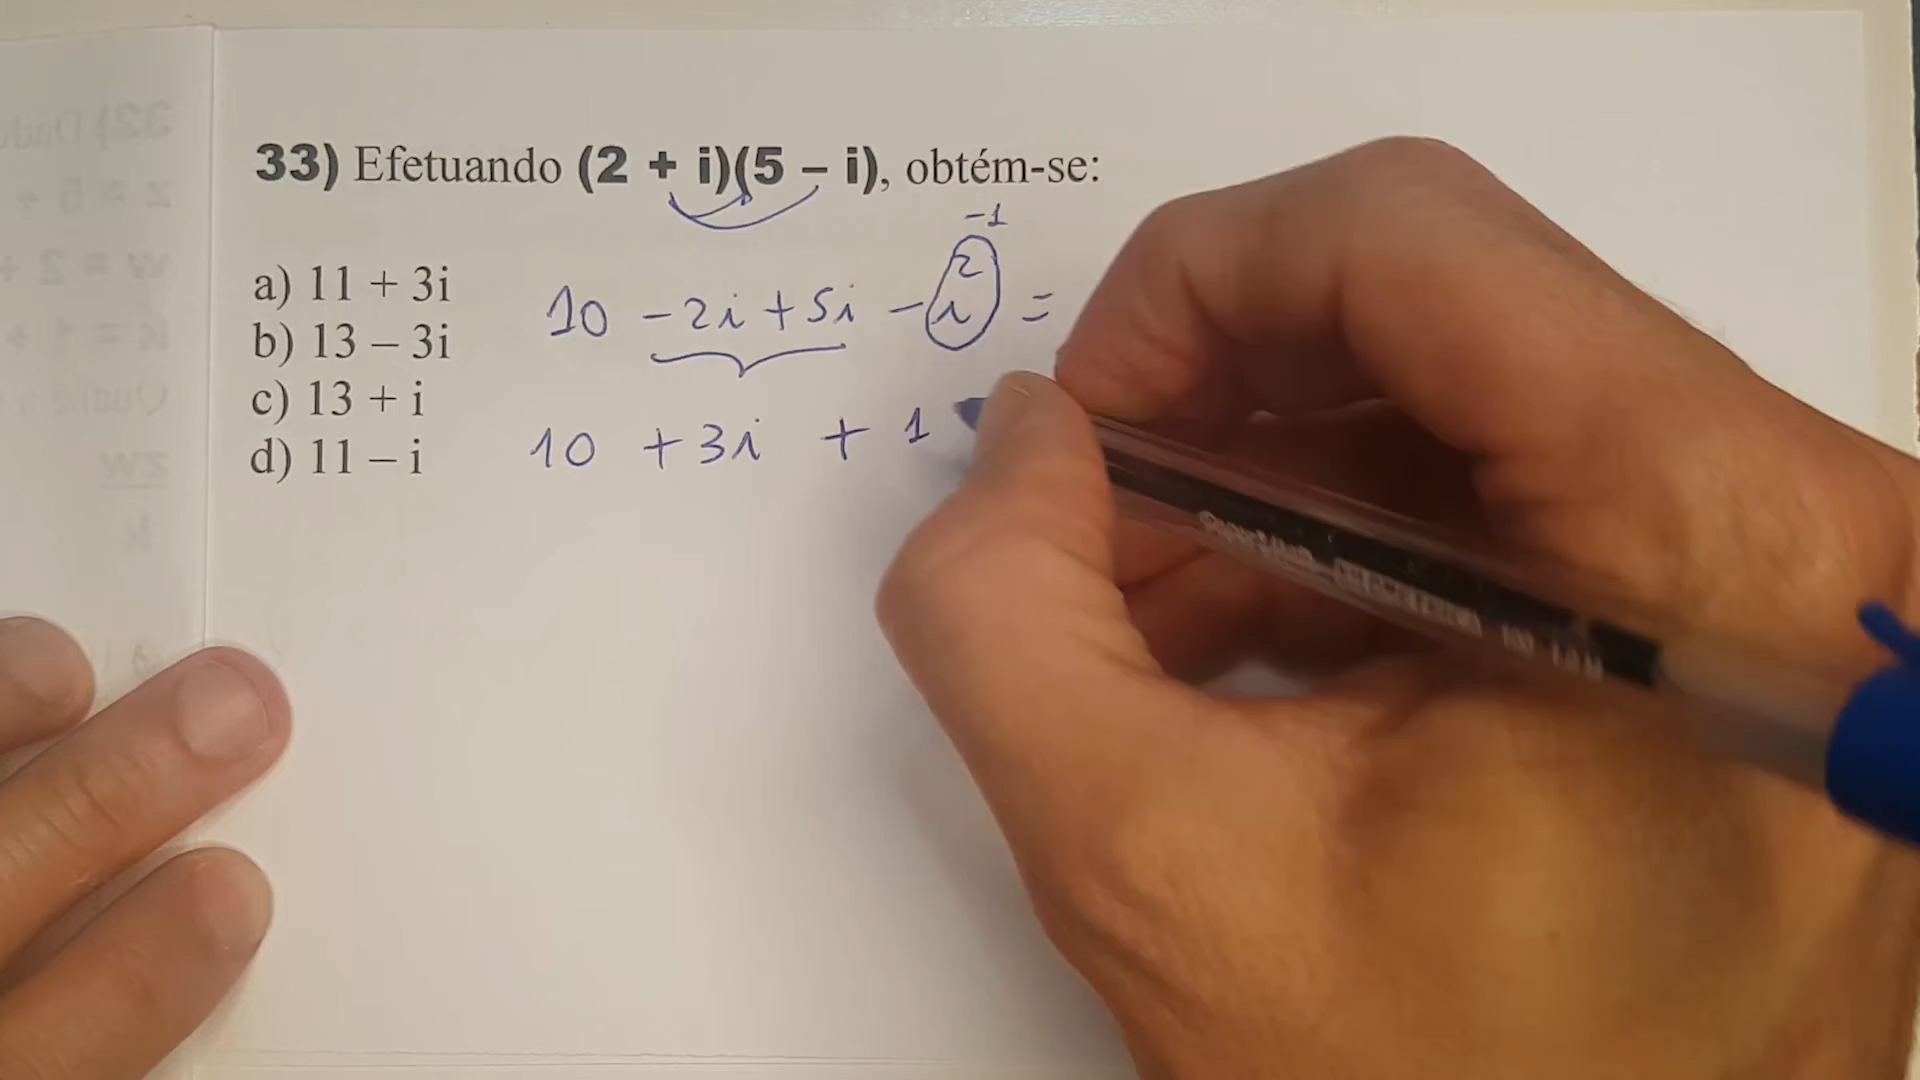 33) Efetuando (2 + i)(5 – i), obtém-se:
a) 11 + 3i
b) 13 – 3i
c) 13 + i
d) 11 – i
-1
10 -2i +5i -i² =
10 +3i + 1